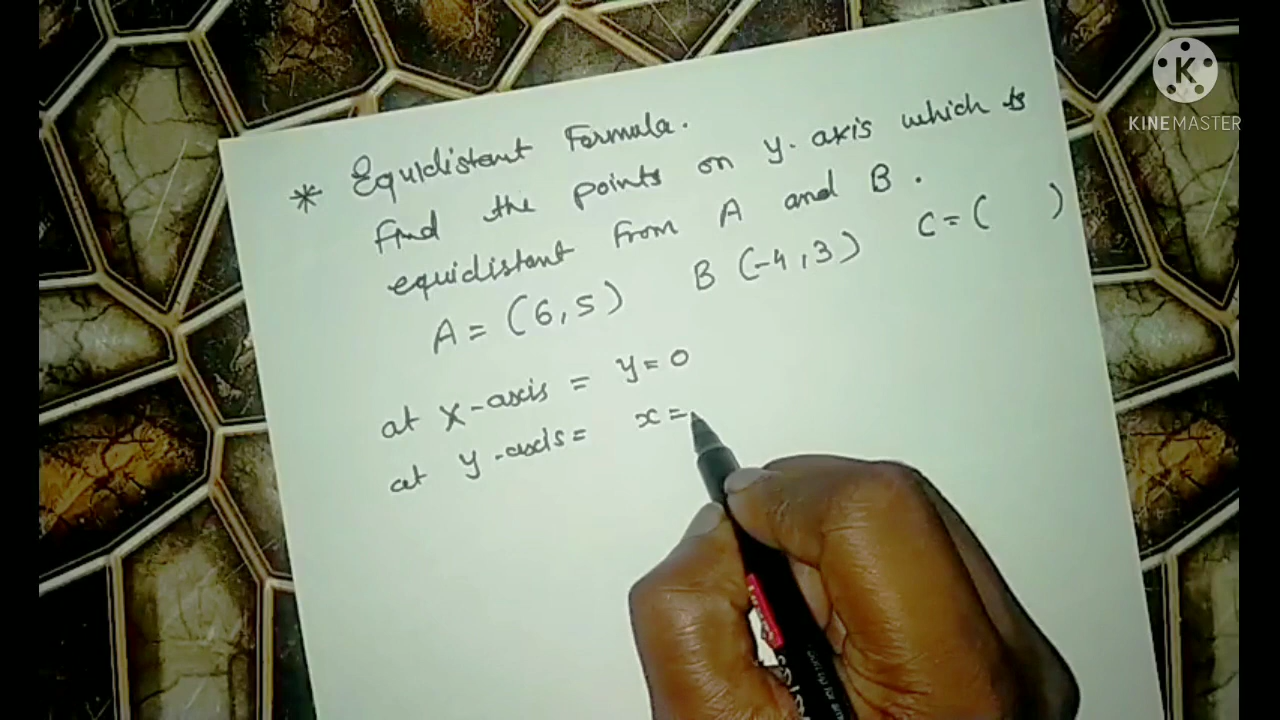 * Equidistant Formula.
find the points on y-axis which is
equidistant from A and B.
A = (6,5) B (-4,3) C = ( )
at X-axis = y = 0
at y-axis = x =
K
KINEMASTER